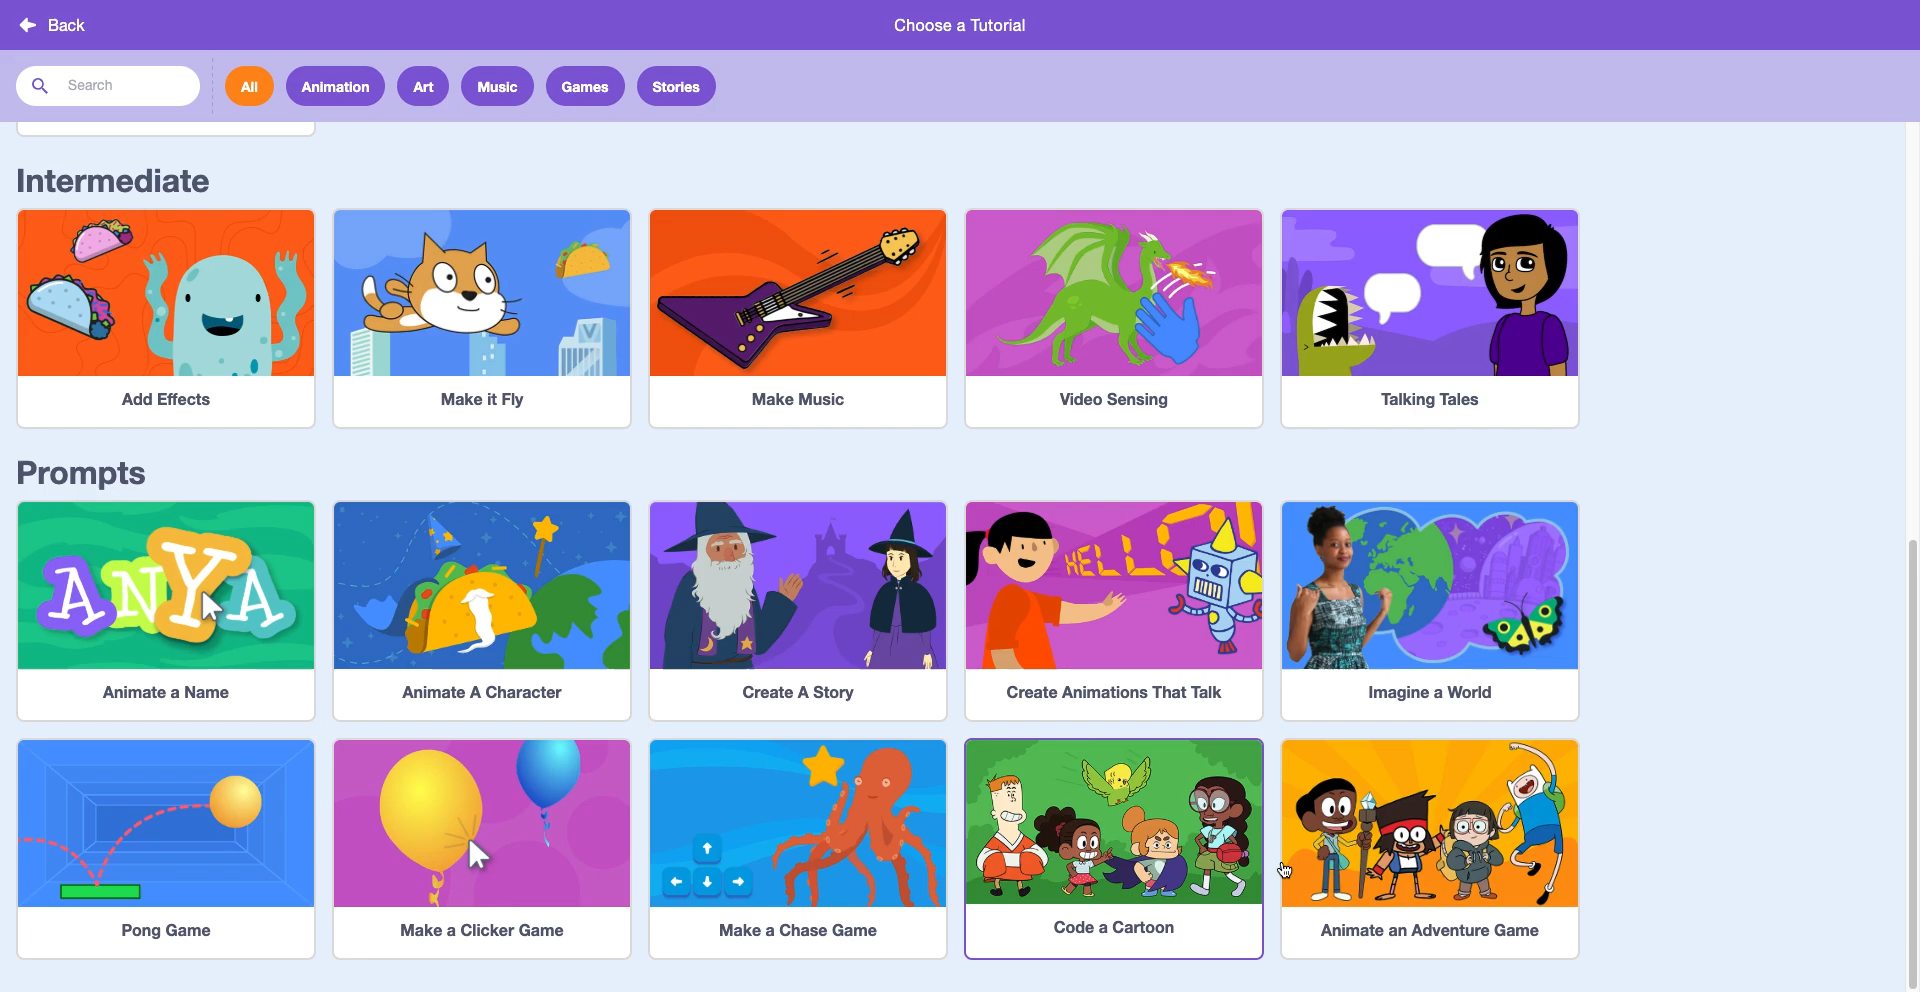 Back
Choose a Tutorial
Search
All
Animation
Art
Music
Games
Stories
Intermediate
Add Effects
Make it Fly
Make Music
Video Sensing
Talking Tales
Prompts
ANYA
HELLO
Animate a Name
Animate A Character
Create A Story
Create Animations That Talk
Imagine a World
Pong Game
Make a Clicker Game
Make a Chase Game
Code a Cartoon
Animate an Adventure Game